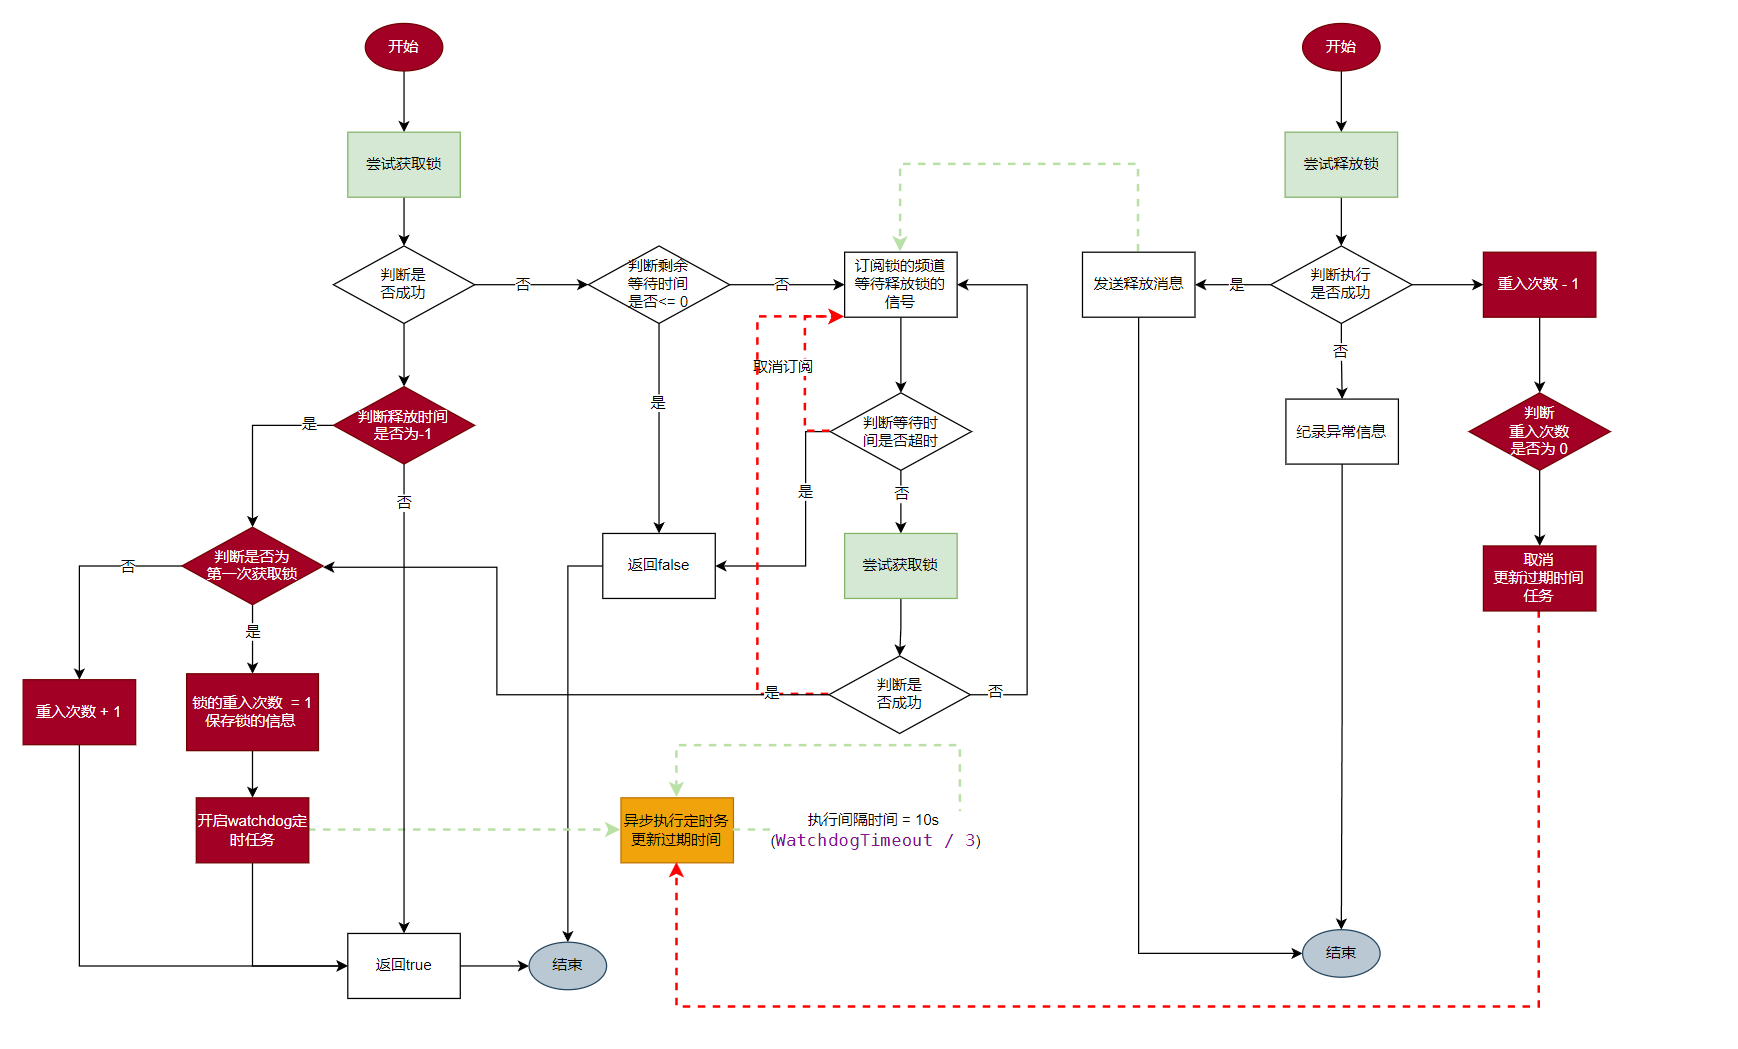 开始
尝试获取锁
判断是
否成功
否
判断剩余
等待时间
是否<= 0
否
订阅锁的频道
等待释放锁的
信号
取消订阅
判断释放时间
是否为-1
是
否
是
判断等待时
间是否超时
是
否
判断是否为
第一次获取锁
否
是
返回false
尝试获取锁
判断是
否成功
是
否
重入次数 + 1
锁的重入次数 = 1
保存锁的信息
开启watchdog定
时任务
异步执行定时务
更新过期时间
执行间隔时间 = 10s
(WatchdogTimeout / 3)
返回true
结束
开始
尝试释放锁
判断执行
是否成功
是
发送释放消息
否
纪录异常信息
重入次数 - 1
判断
重入次数
是否为 0
取消
更新过期时间
任务
结束